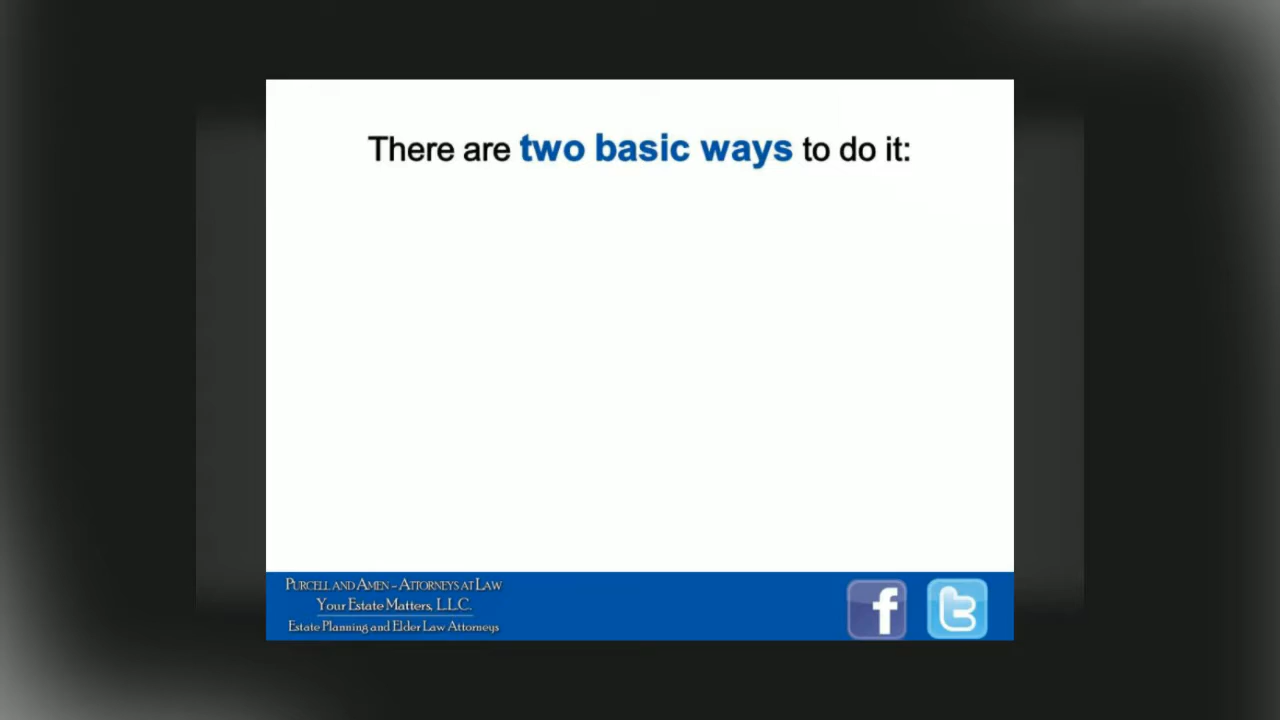 There are two basic ways to do it:
PURCELL AND AMEN – ATTORNEYS AT LAW
Your Estate Matters, L.L.C.
Estate Planning and Elder Law Attorneys